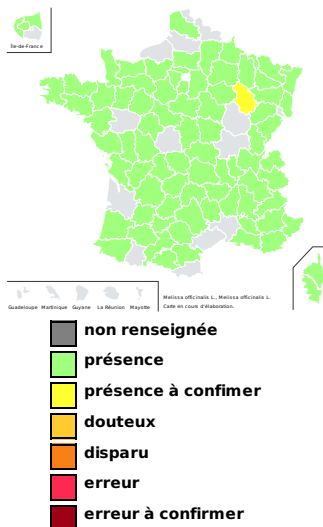 Île-de-France
Guadeloupe Martinique Guyane La Réunion Mayotte
Melissa officinalis L., Melissa officinalis L.
Carte en cours d'élaboration.
non renseignée
présence
présence à confimer
douteux
disparu
erreur
erreur à confirmer